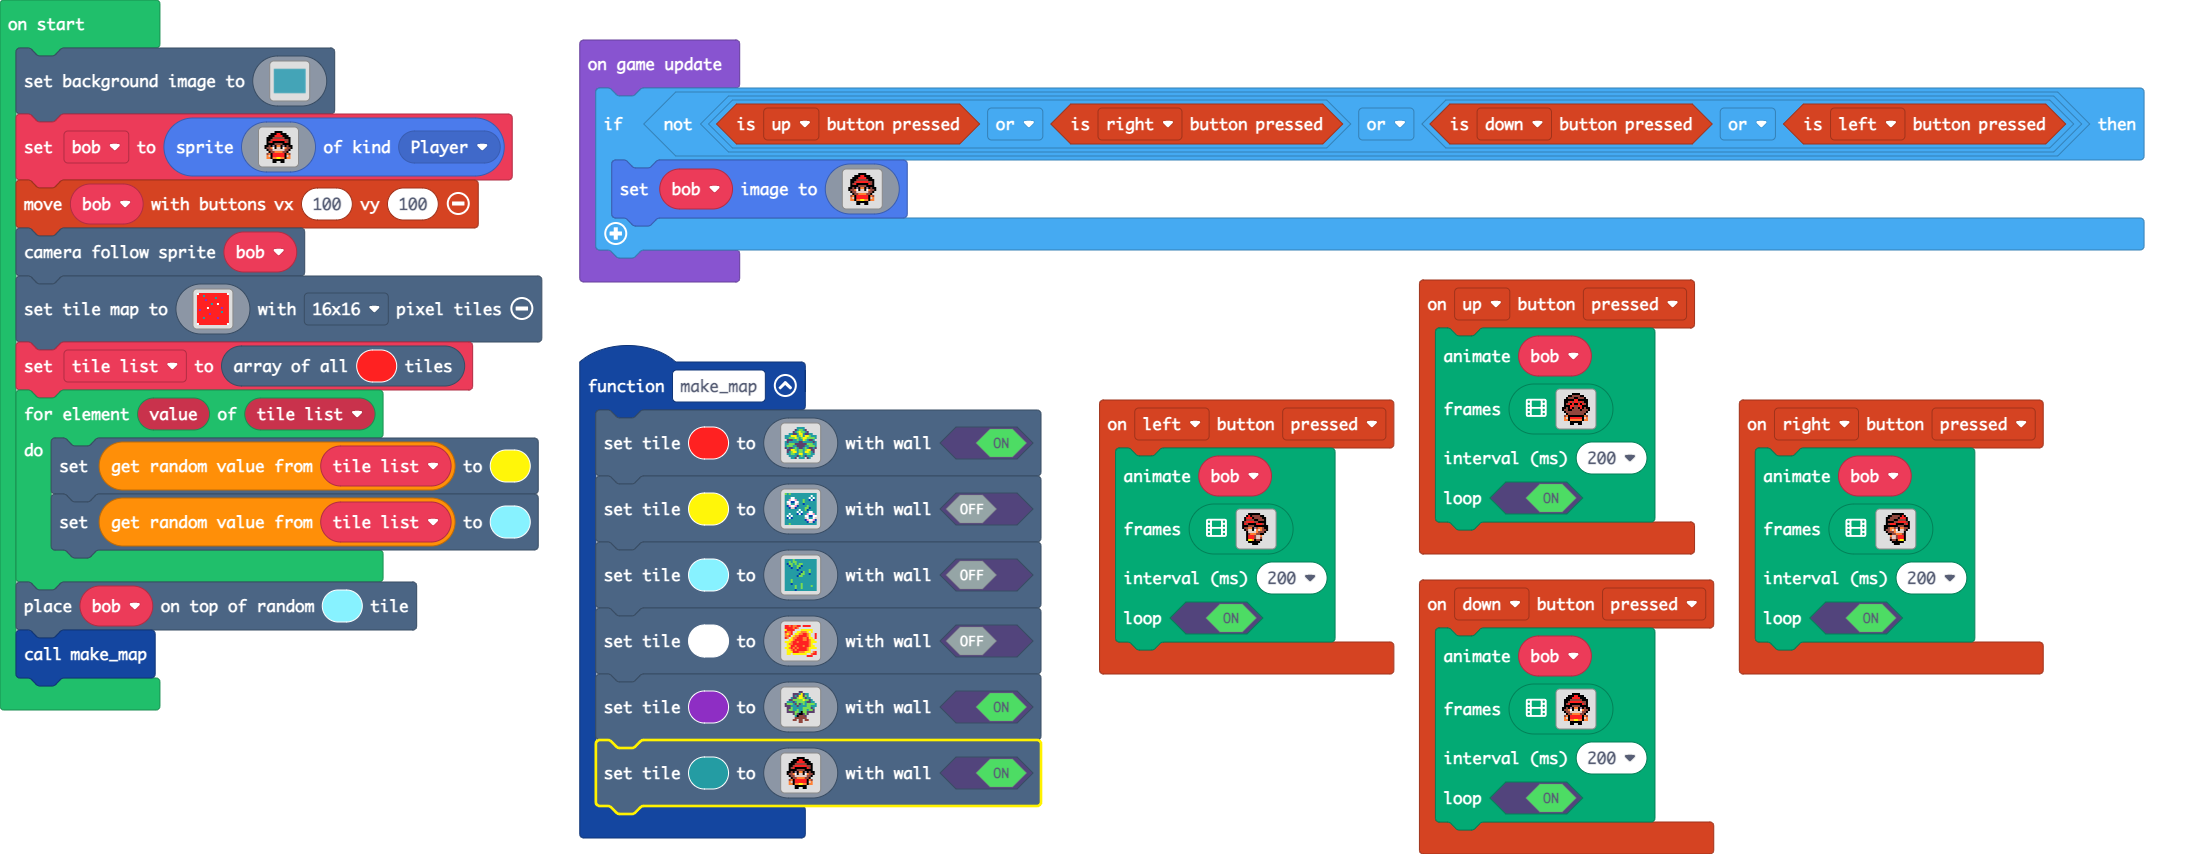 on start
set background image to
set bob to sprite of kind Player
move bob with buttons vx 100 vy 100
camera follow sprite bob
set tile map to with 16x16 pixel tiles
set tile list to array of all tiles
for element value of tile list
do
set get random value from tile list to
set get random value from tile list to
place bob on top of random tile
call make_map
on game update
if not is up button pressed or is right button pressed or is down button pressed or is left button pressed then
set bob image to
function make_map
set tile to with wall ON
set tile to with wall OFF
set tile to with wall OFF
set tile to with wall OFF
set tile to with wall ON
set tile to with wall ON
on left button pressed
animate bob
frames
interval (ms) 200
loop ON
on up button pressed
animate bob
frames
interval (ms) 200
loop ON
on down button pressed
animate bob
frames
interval (ms) 200
loop ON
on right button pressed
animate bob
frames
interval (ms) 200
loop ON